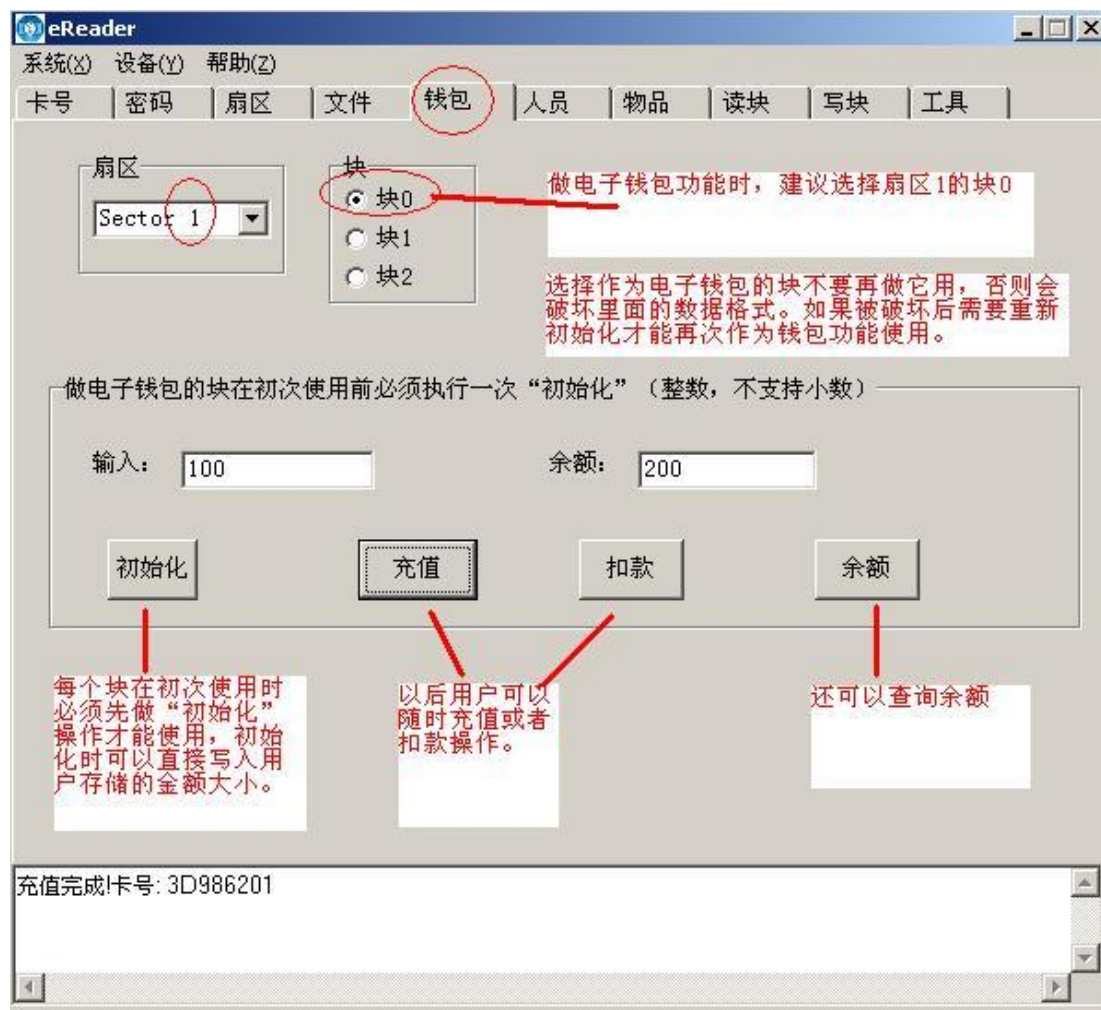 eReader
系统(X) 设备(Y) 帮助(Z)
卡号 密码 扇区 文件 钱包 人员 物品 读块 写块 工具
扇区
Sector 1
块
块0
块1
块2
做电子钱包功能时，建议选择扇区1的块0
选择作为电子钱包的块不要再做它用，否则会
破坏里面的数据格式。如果被破坏后需要重新
初始化才能再次作为钱包功能使用。
做电子钱包的块在初次使用前必须执行一次“初始化”（整数，不支持小数）
输入： 100 余额： 200
初始化 充值 扣款 余额
每个块在初次使用时
必须先做“初始化”
操作才能使用，初始
化时可以直接写入用
户存储的金额大小。
以后用户可以
随时充值或者
扣款操作。
还可以查询余额
充值完成!卡号: 3D986201